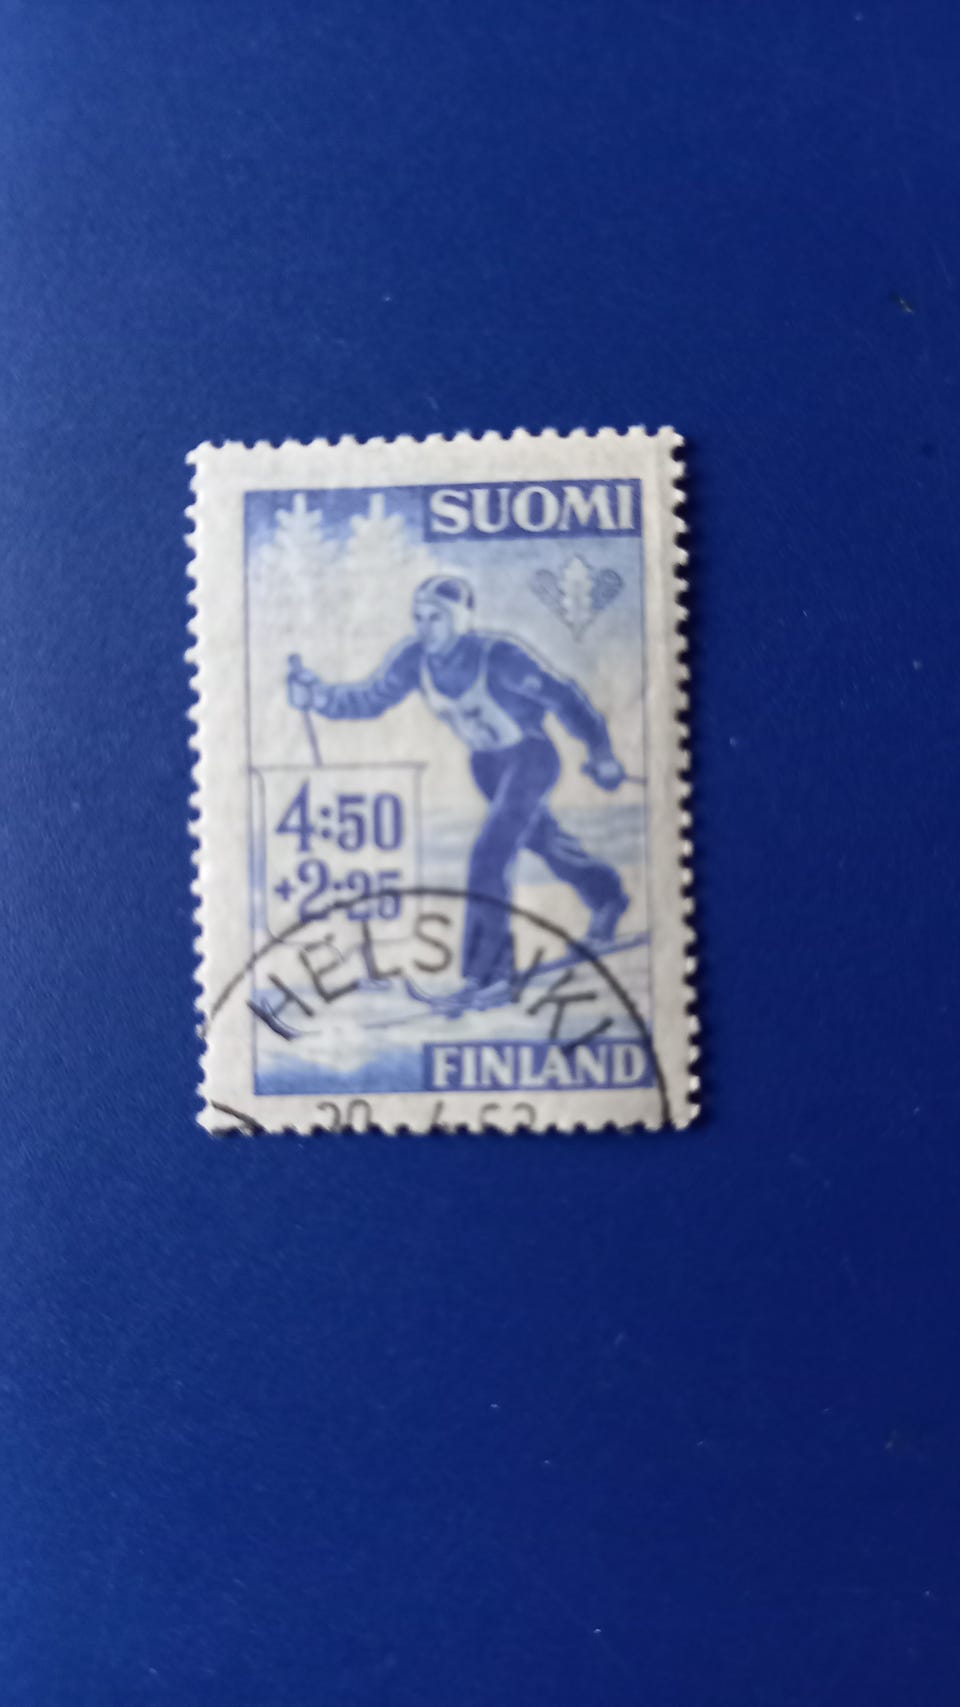 SUOMI
4:50
+2:25
HELSINKI
FINLAND